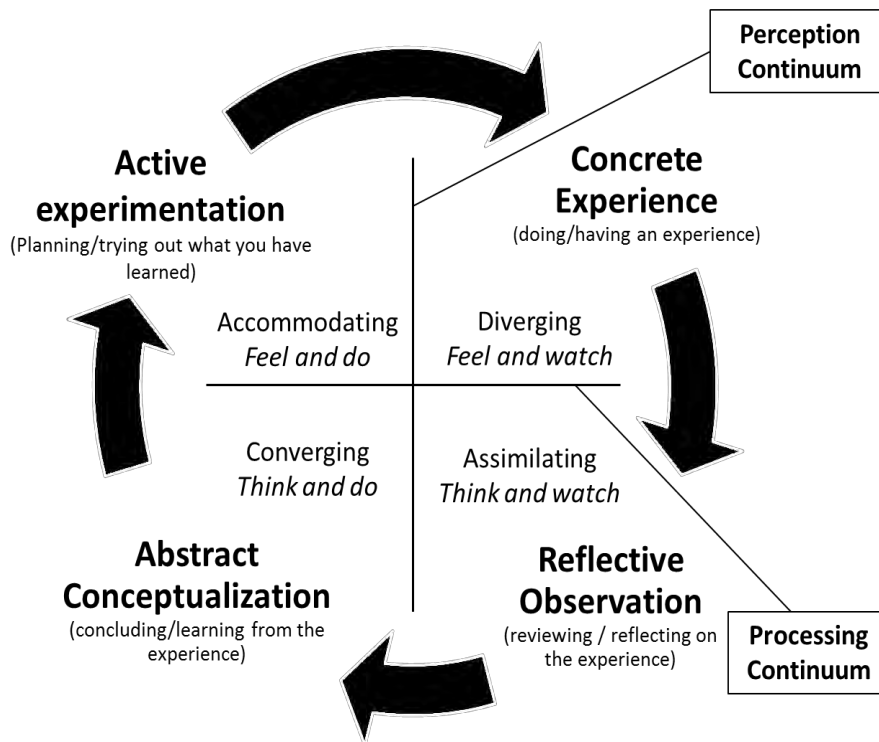 Perception
Continuum
Active
experimentation
(Planning/trying out what you have
learned)
Concrete
Experience
(doing/having an experience)
Accommodating
Feel and do
Diverging
Feel and watch
Converging
Think and do
Assimilating
Think and watch
Abstract
Conceptualization
(concluding/learning from the
experience)
Reflective
Observation
(reviewing / reflecting on
the experience)
Processing
Continuum